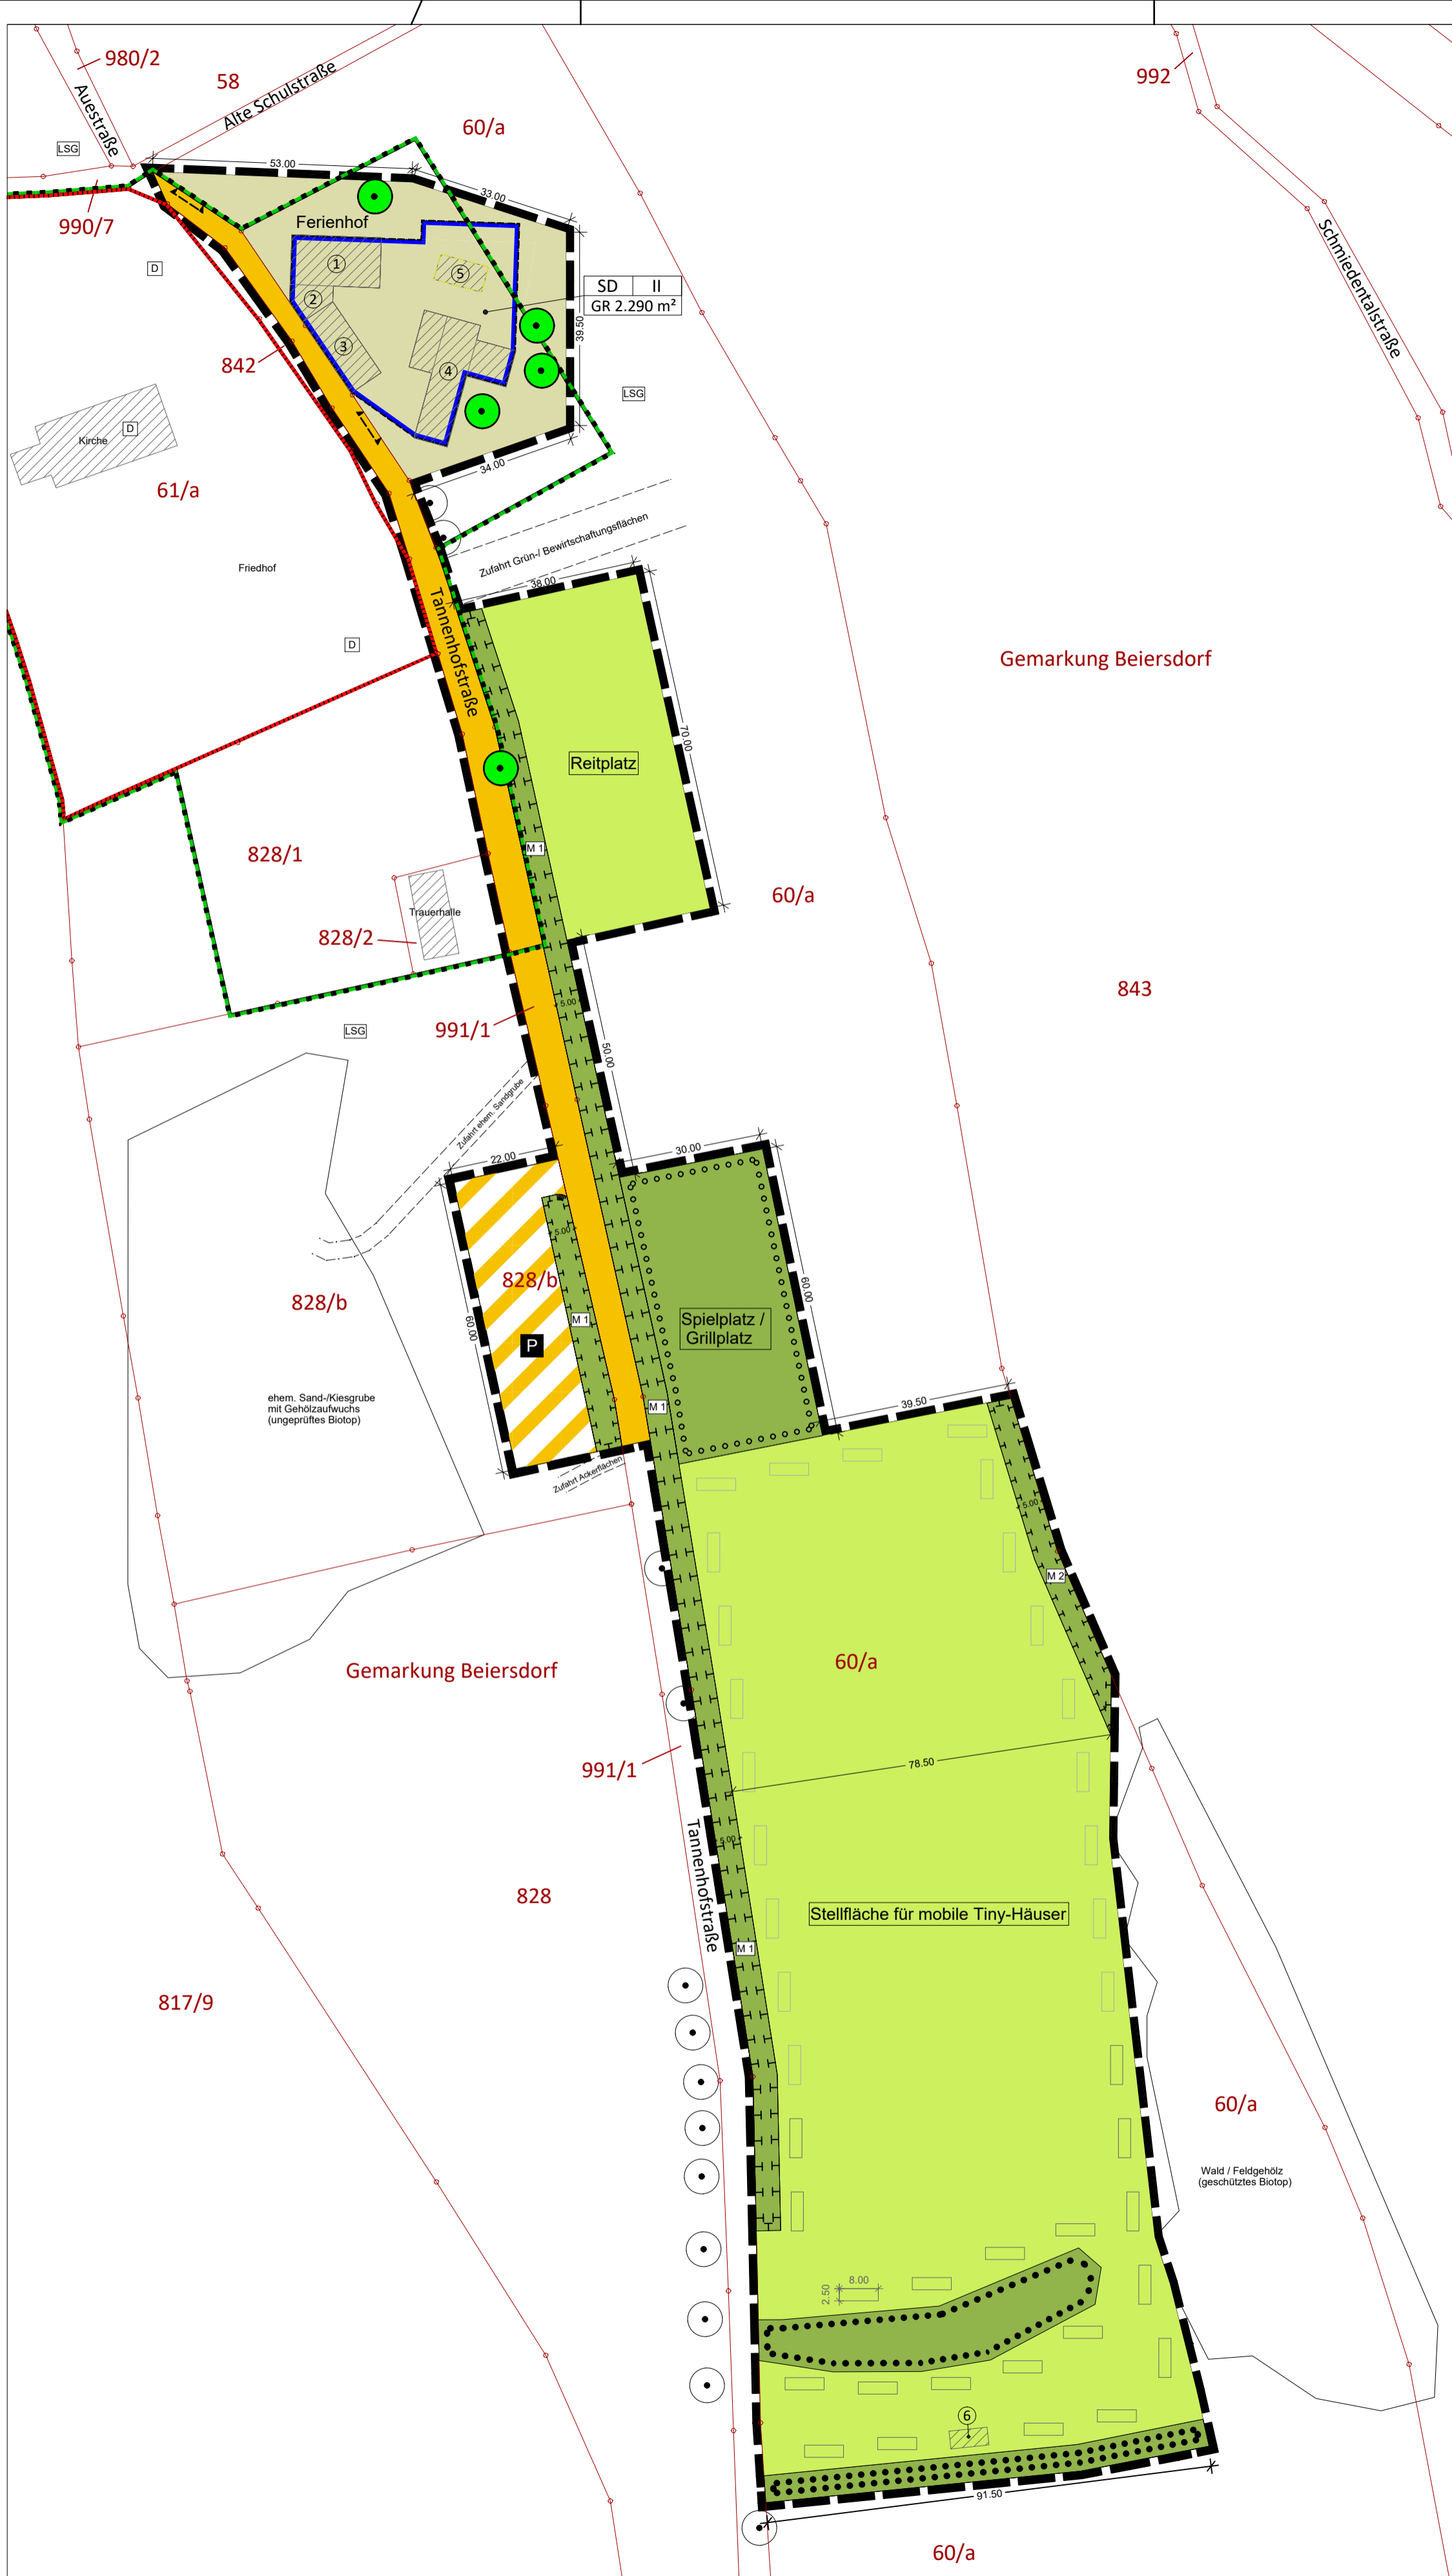 980/2
58
992
Auestraße
Alte Schulstraße
60/a
LSG
53.00
33.00
990/7
Ferienhof
D
1
5
SD II
GR 2.290 m²
Schmiedentalstraße
2
39.50
3
842
4
LSG
Kirche
D
34.00
61/a
Zufahrt Grün-/ Bewirtschaftungsflächen
Friedhof
38.00
Tannenhofstraße
D
Gemarkung Beiersdorf
70.00
Reitplatz
M 1
828/1
60/a
Trauerhalle
828/2
843
5.00
991/1
LSG
50.00
Zufahrt ehem. Sandgrube
22.00
30.00
5.00
828/b
828/b
60.00
M 1
Spielplatz /
Grillplatz
60.00
P
ehem. Sand-/Kiesgrube
mit Gehölzaufwuchs
(ungeprüftes Biotop)
M 1
39.50
Zufahrt Ackerflächen
5.00
M 2
60/a
Gemarkung Beiersdorf
991/1
78.50
Tannenhofstraße
5.00
828
Stellfläche für mobile Tiny-Häuser
M 1
817/9
60/a
Wald / Feldgehölz
(geschütztes Biotop)
8.00
2.50
6
91.50
60/a